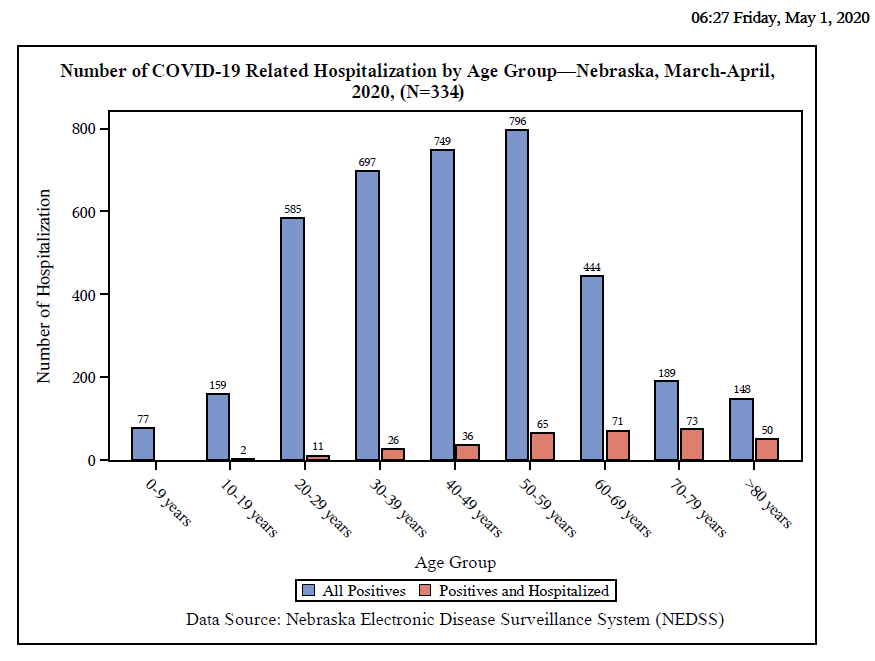 06:27 Friday, May 1, 2020
Number of COVID-19 Related Hospitalization by Age Group—Nebraska, March-April,
2020, (N=334)
Number of Hospitalization
800
600
400
200
0
77
159
2
585
11
697
26
749
36
796
65
444
71
189
73
148
50
0-9 years
10-19 years
20-29 years
30-39 years
40-49 years
50-59 years
60-69 years
70-79 years
>80 years
Age Group
All Positives
Positives and Hospitalized
Data Source: Nebraska Electronic Disease Surveillance System (NEDSS)